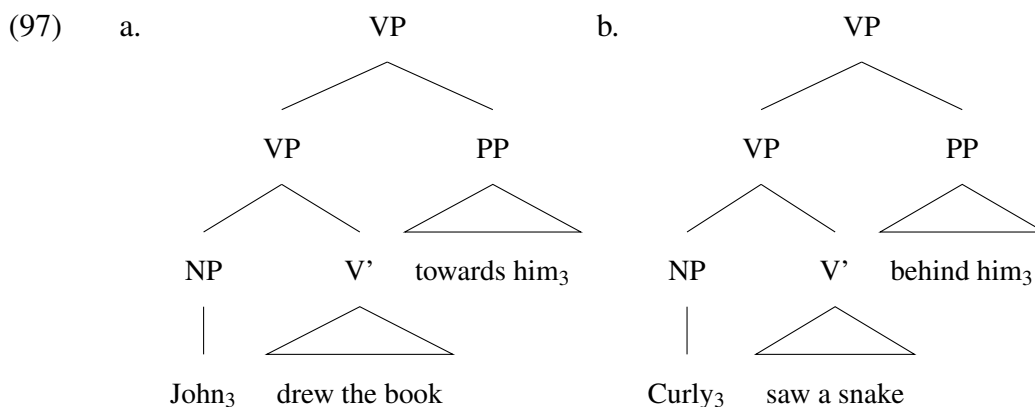 (97) a. VP b. VP
VP PP VP PP
NP V’ towards him₃ NP V’ behind him₃
John₃ drew the book Curly₃ saw a snake